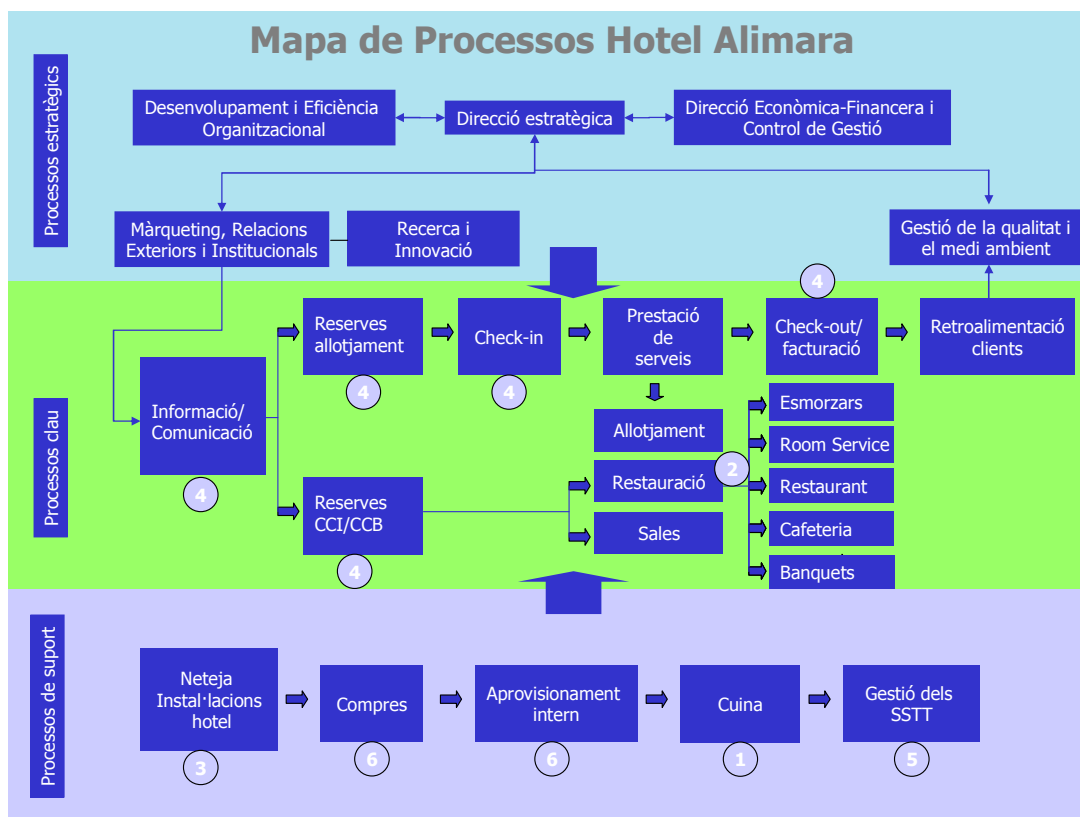 Mapa de Processos Hotel Alimara
Processos estratègics
Desenvolupament i Eficiència
Organitzacional
Direcció estratègica
Direcció Econòmica-Financera i
Control de Gestió
Màrqueting, Relacions
Exteriors i Institucionals
Recerca i
Innovació
Gestió de la qualitat i
el medi ambient
Processos clau
Informació/
Comunicació
4
Reserves
allotjament
4
Check-in
4
Prestació
de
serveis
4
Check-out/
facturació
Retroalimentació
clients
Reserves
CCI/CCB
4
Allotjament
Restauració
2
Sales
Esmorzars
Room Service
Restaurant
Cafeteria
Banquets
Processos de suport
Neteja
Instal·lacions
hotel
3
Compres
6
Aprovisionament
intern
6
Cuina
1
Gestió dels
SSTT
5